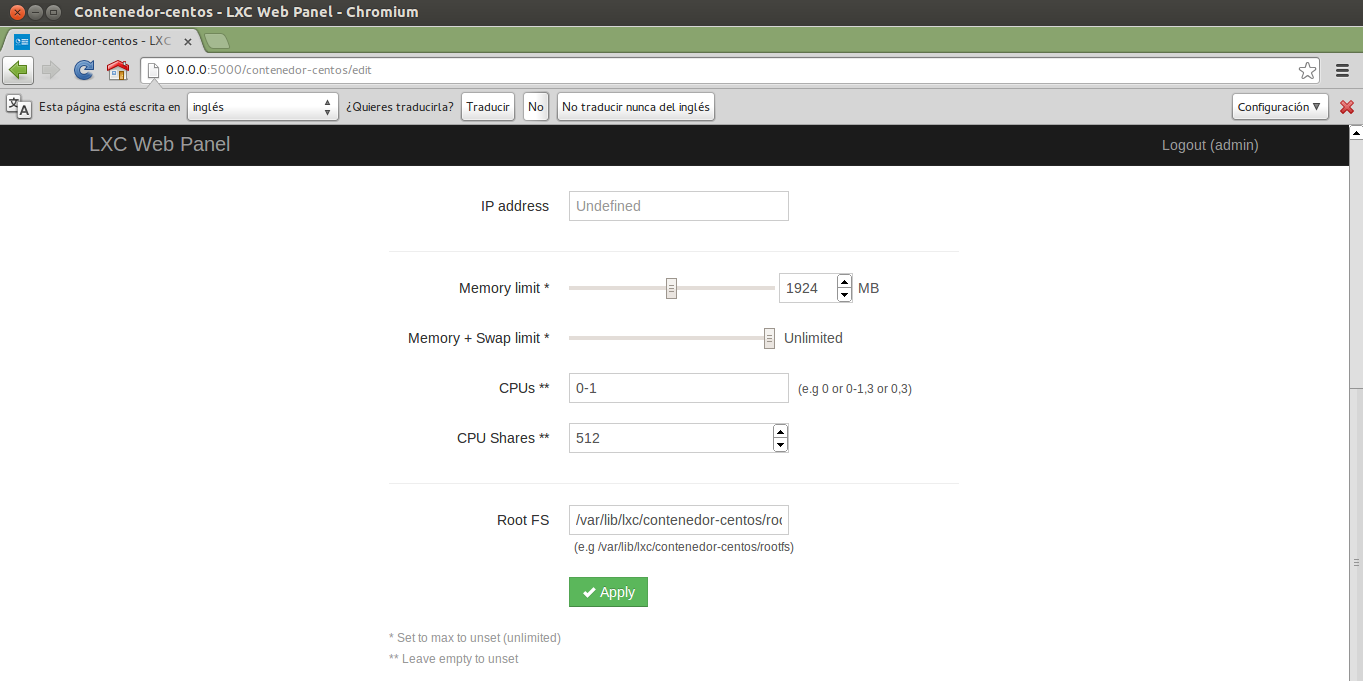 Contenedor-centos - LXC Web Panel - Chromium
Contenedor-centos - LXC
0.0.0.0:5000/contenedor-centos/edit
Esta página está escrita en inglés ¿Quieres traducirla? Traducir No No traducir nunca del inglés Configuración
LXC Web Panel Logout (admin)
IP address Undefined
Memory limit * 1924 MB
Memory + Swap limit * Unlimited
CPUs ** 0-1 (e.g 0 or 0-1,3 or 0,3)
CPU Shares ** 512
Root FS /var/lib/lxc/contenedor-centos/roo
(e.g /var/lib/lxc/contenedor-centos/rootfs)
Apply
* Set to max to unset (unlimited)
** Leave empty to unset